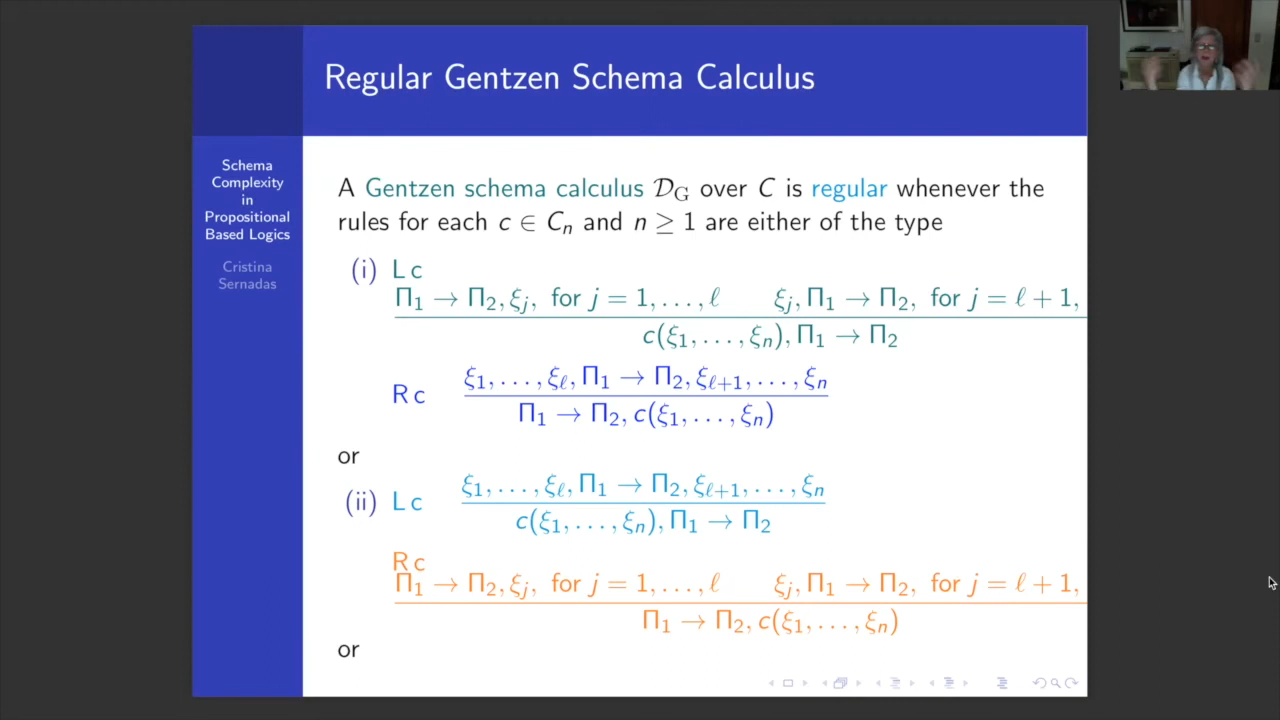 Regular Gentzen Schema Calculus
Schema
Complexity
in
Propositional
Based Logics
Cristina
Sernadas
A Gentzen schema calculus 𝒟_G over C is regular whenever the
rules for each c ∈ C_n and n ≥ 1 are either of the type
(i) L c
Π₁ → Π₂, ξ_j, for j = 1, . . . , ℓ ξ_j, Π₁ → Π₂, for j = ℓ + 1,
c(ξ₁, . . . , ξ_n), Π₁ → Π₂
ξ₁, . . . , ξ_ℓ, Π₁ → Π₂, ξ_{ℓ+1}, . . . , ξ_n
R c
Π₁ → Π₂, c(ξ₁, . . . , ξ_n)
or
ξ₁, . . . , ξ_ℓ, Π₁ → Π₂, ξ_{ℓ+1}, . . . , ξ_n
(ii) L c
c(ξ₁, . . . , ξ_n), Π₁ → Π₂
R c
Π₁ → Π₂, ξ_j, for j = 1, . . . , ℓ ξ_j, Π₁ → Π₂, for j = ℓ + 1,
Π₁ → Π₂, c(ξ₁, . . . , ξ_n)
or